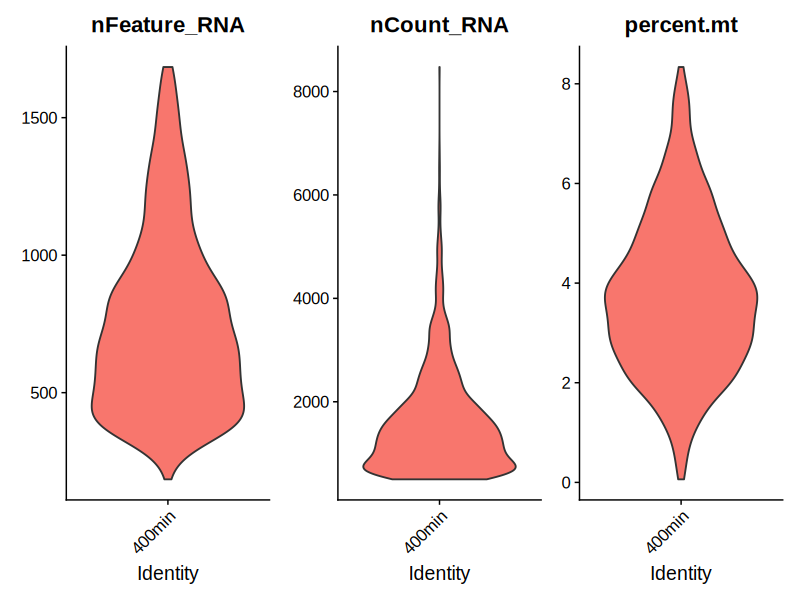 nFeature_RNA
1500
1000
500
400min
Identity
nCount_RNA
8000
6000
4000
2000
400min
Identity
percent.mt
8
6
4
2
0
400min
Identity